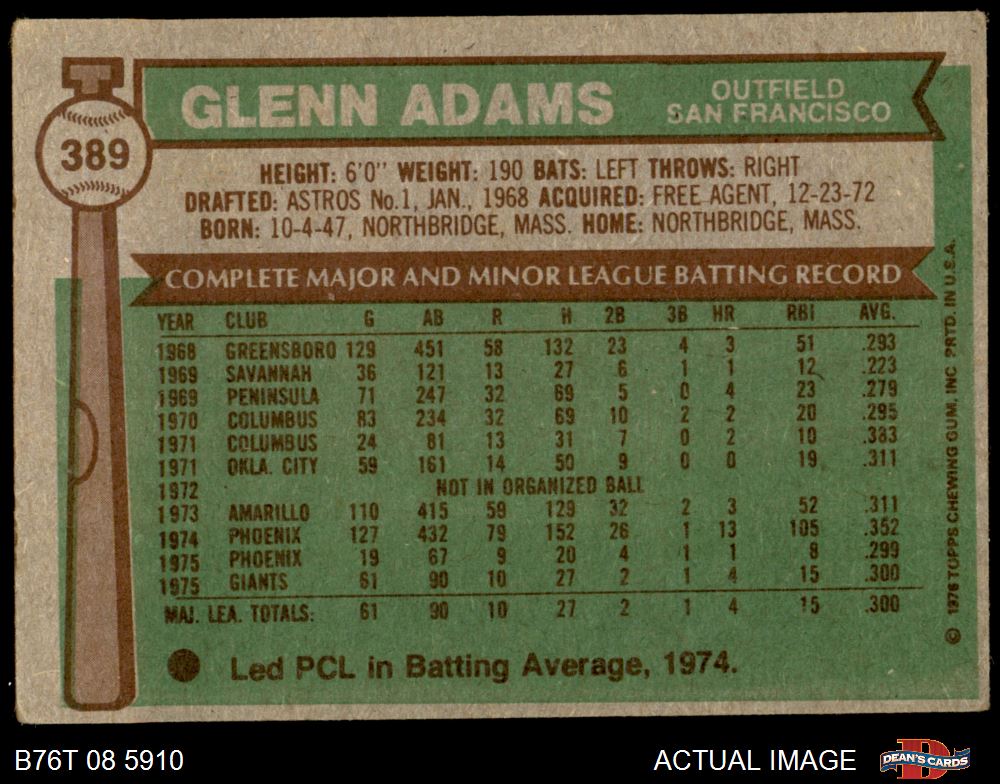 T
389
GLENN ADAMS
OUTFIELD
SAN FRANCISCO
HEIGHT: 6'0" WEIGHT: 190 BATS: LEFT THROWS: RIGHT
DRAFTED: ASTROS No.1, JAN., 1968 ACQUIRED: FREE AGENT, 12-23-72
BORN: 10-4-47, NORTHBRIDGE, MASS. HOME: NORTHBRIDGE, MASS.
COMPLETE MAJOR AND MINOR LEAGUE BATTING RECORD
YEAR CLUB G AB R H 2B 3B HR RBI AVG.
1968 GREENSBORO 129 451 58 132 23 4 3 51 .293
1969 SAVANNAH 36 121 13 27 6 1 1 12 .223
1969 PENINSULA 71 247 32 69 5 0 4 23 .279
1970 COLUMBUS 83 234 32 69 10 2 2 20 .295
1971 COLUMBUS 24 81 13 31 7 0 2 10 .383
1971 OKLA. CITY 59 161 14 50 9 0 0 19 .311
1972 NOT IN ORGANIZED BALL
1973 AMARILLO 110 415 59 129 32 2 3 52 .311
1974 PHOENIX 127 432 79 152 26 1 13 105 .352
1975 PHOENIX 19 67 9 20 4 1 1 8 .299
1975 GIANTS 61 90 10 27 2 1 4 15 .300
MAJ. LEA. TOTALS: 61 90 10 27 2 1 4 15 .300
Led PCL in Batting Average, 1974.
© 1976 TOPPS CHEWING GUM, INC PRTD. IN U.S.A.
B76T 08 5910
ACTUAL IMAGE
D
DEAN'S CARDS